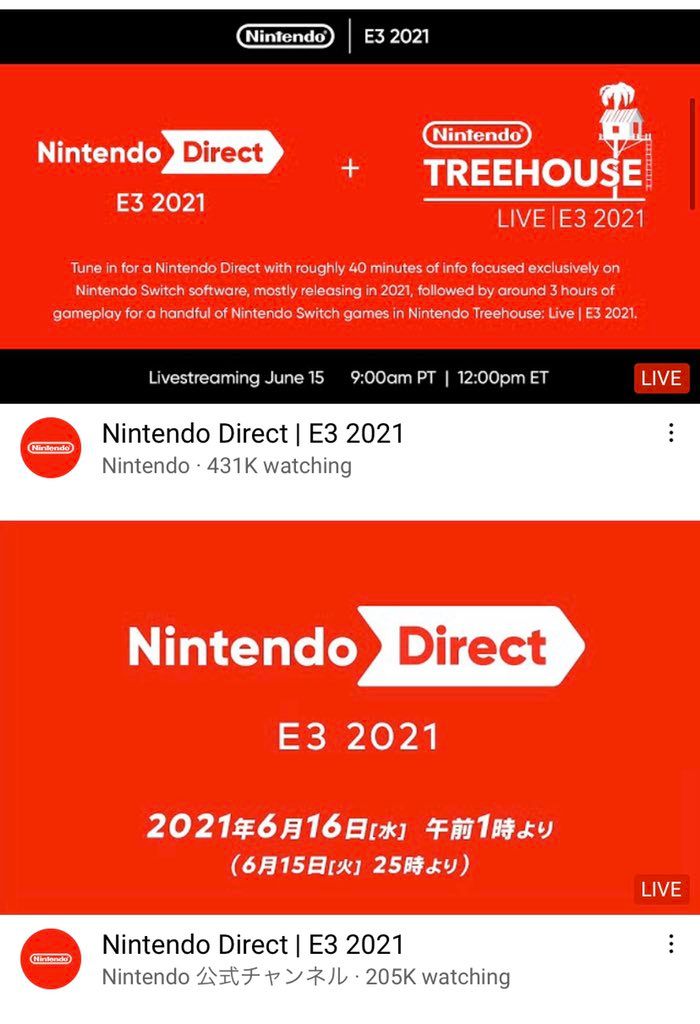 Nintendo | E3 2021
Nintendo Direct + Nintendo
TREEHOUSE
E3 2021 LIVE | E3 2021
Tune in for a Nintendo Direct with roughly 40 minutes of info focused exclusively on
Nintendo Switch software, mostly releasing in 2021, followed by around 3 hours of
gameplay for a handful of Nintendo Switch games in Nintendo Treehouse: Live | E3 2021.
Livestreaming June 15 9:00am PT | 12:00pm ET LIVE
Nintendo
Nintendo Direct | E3 2021
Nintendo · 431K watching
Nintendo Direct
E3 2021
2021年6月16日[水] 午前1時より
(6月15日[火] 25時より)
LIVE
Nintendo
Nintendo Direct | E3 2021
Nintendo 公式チャンネル · 205K watching